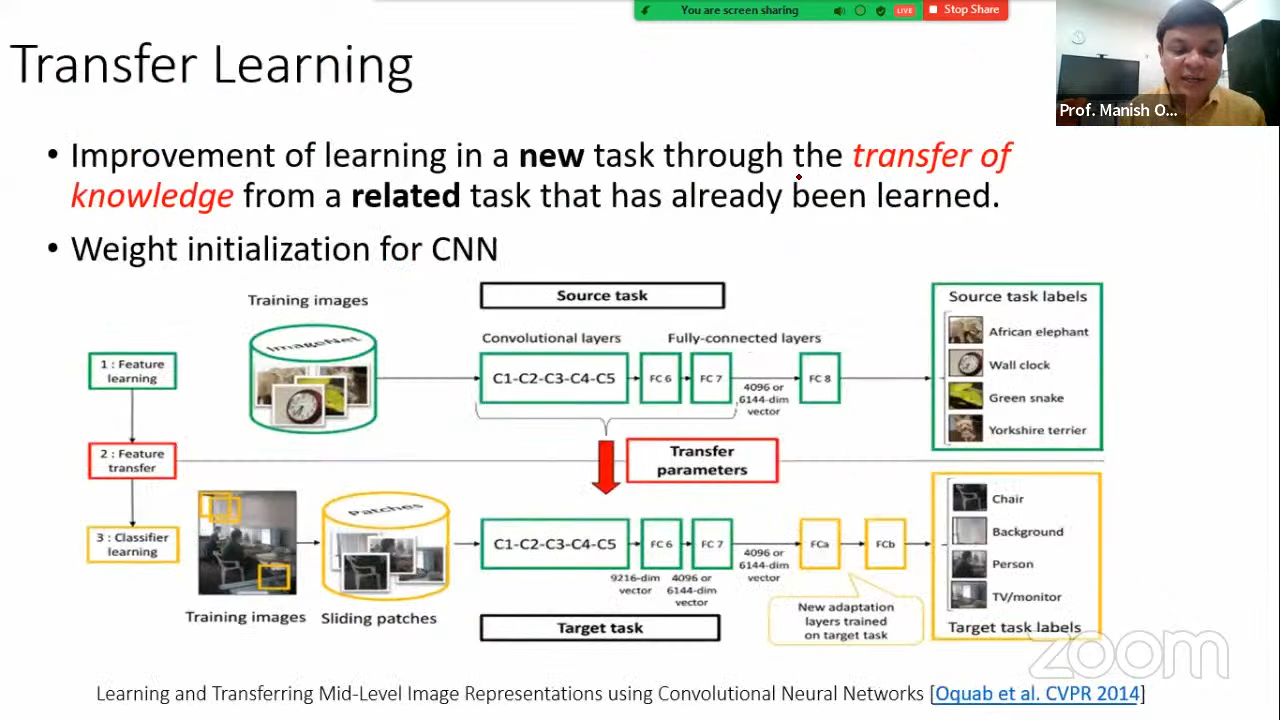 You are screen sharing
LIVE
Stop Share
Transfer Learning
Prof. Manish O...
• Improvement of learning in a new task through the transfer of
knowledge from a related task that has already been learned.
• Weight initialization for CNN
Training images
Source task
Source task labels
ImageNet
Convolutional layers
Fully-connected layers
African elephant
1 : Feature
learning
C1-C2-C3-C4-C5
FC 6
FC 7
4096 or
6144-dim
vector
FC 8
Wall clock
Green snake
Yorkshire terrier
2 : Feature
transfer
Transfer
parameters
3 : Classifier
learning
Training images
Patches
Sliding patches
C1-C2-C3-C4-C5
FC 6
FC 7
9216-dim
vector
4096 or
6144-dim
vector
4096 or
6144-dim
vector
FCa
FCb
Chair
Background
Person
TV/monitor
Target task labels
New adaptation
layers trained
on target task
Target task
zoom
Learning and Transferring Mid-Level Image Representations using Convolutional Neural Networks [Oquab et al. CVPR 2014]